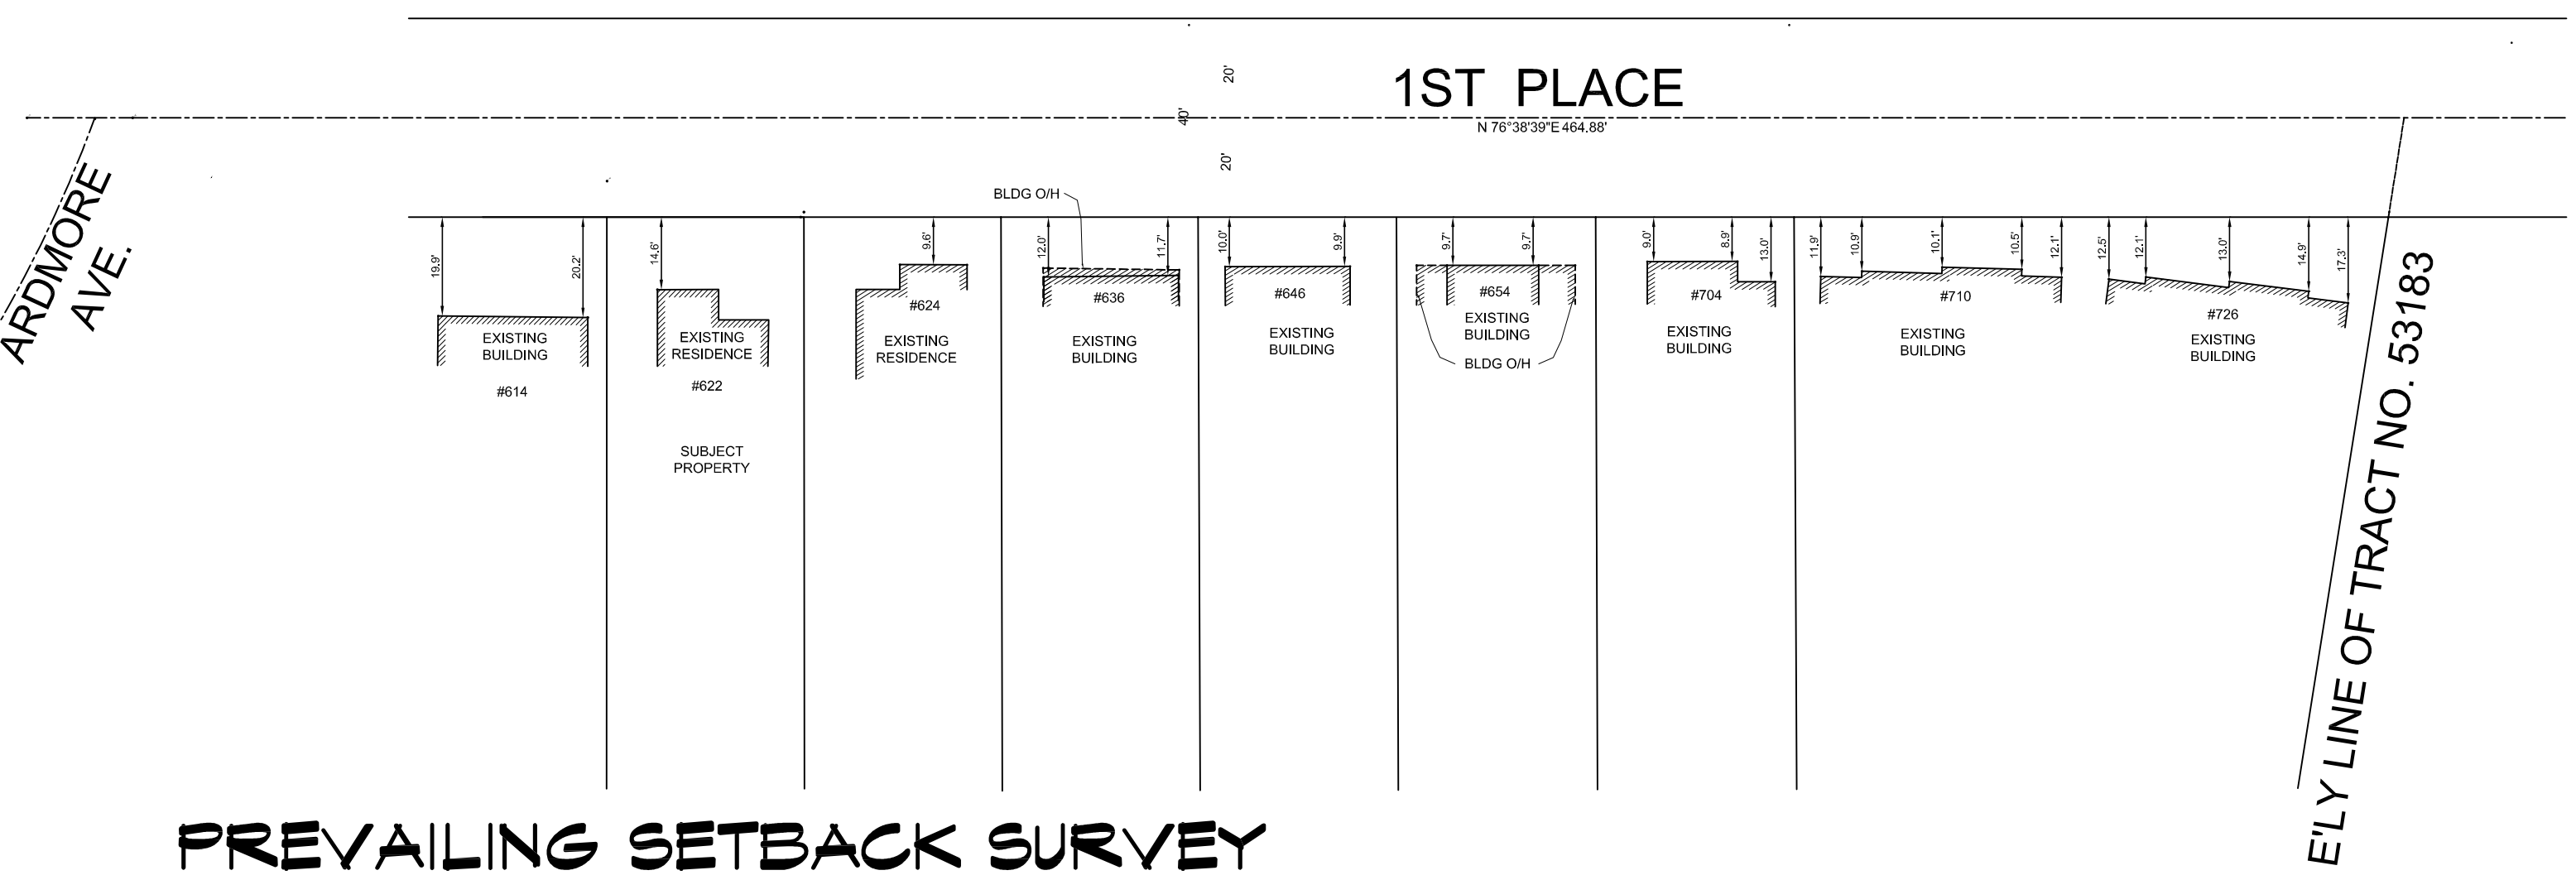 20'
1ST PLACE
40'
N 76°38'39"E 464.88'
20'
ARDMORE
AVE.
BLDG O/H
19.9'
20.2'
14.6'
9.6'
12.0'
11.7'
10.0'
9.9'
9.7'
9.7'
9.0'
8.9'
13.0'
11.9'
10.9'
10.1'
10.5'
12.1'
12.5'
12.1'
13.0'
14.9'
17.3'
EXISTING
BUILDING
#614
EXISTING
RESIDENCE
#622
SUBJECT
PROPERTY
#624
EXISTING
RESIDENCE
#636
EXISTING
BUILDING
#646
EXISTING
BUILDING
#654
EXISTING
BUILDING
BLDG O/H
#704
EXISTING
BUILDING
#710
EXISTING
BUILDING
#726
EXISTING
BUILDING
E'LY LINE OF TRACT NO. 53183
PREVAILING SETBACK SURVEY